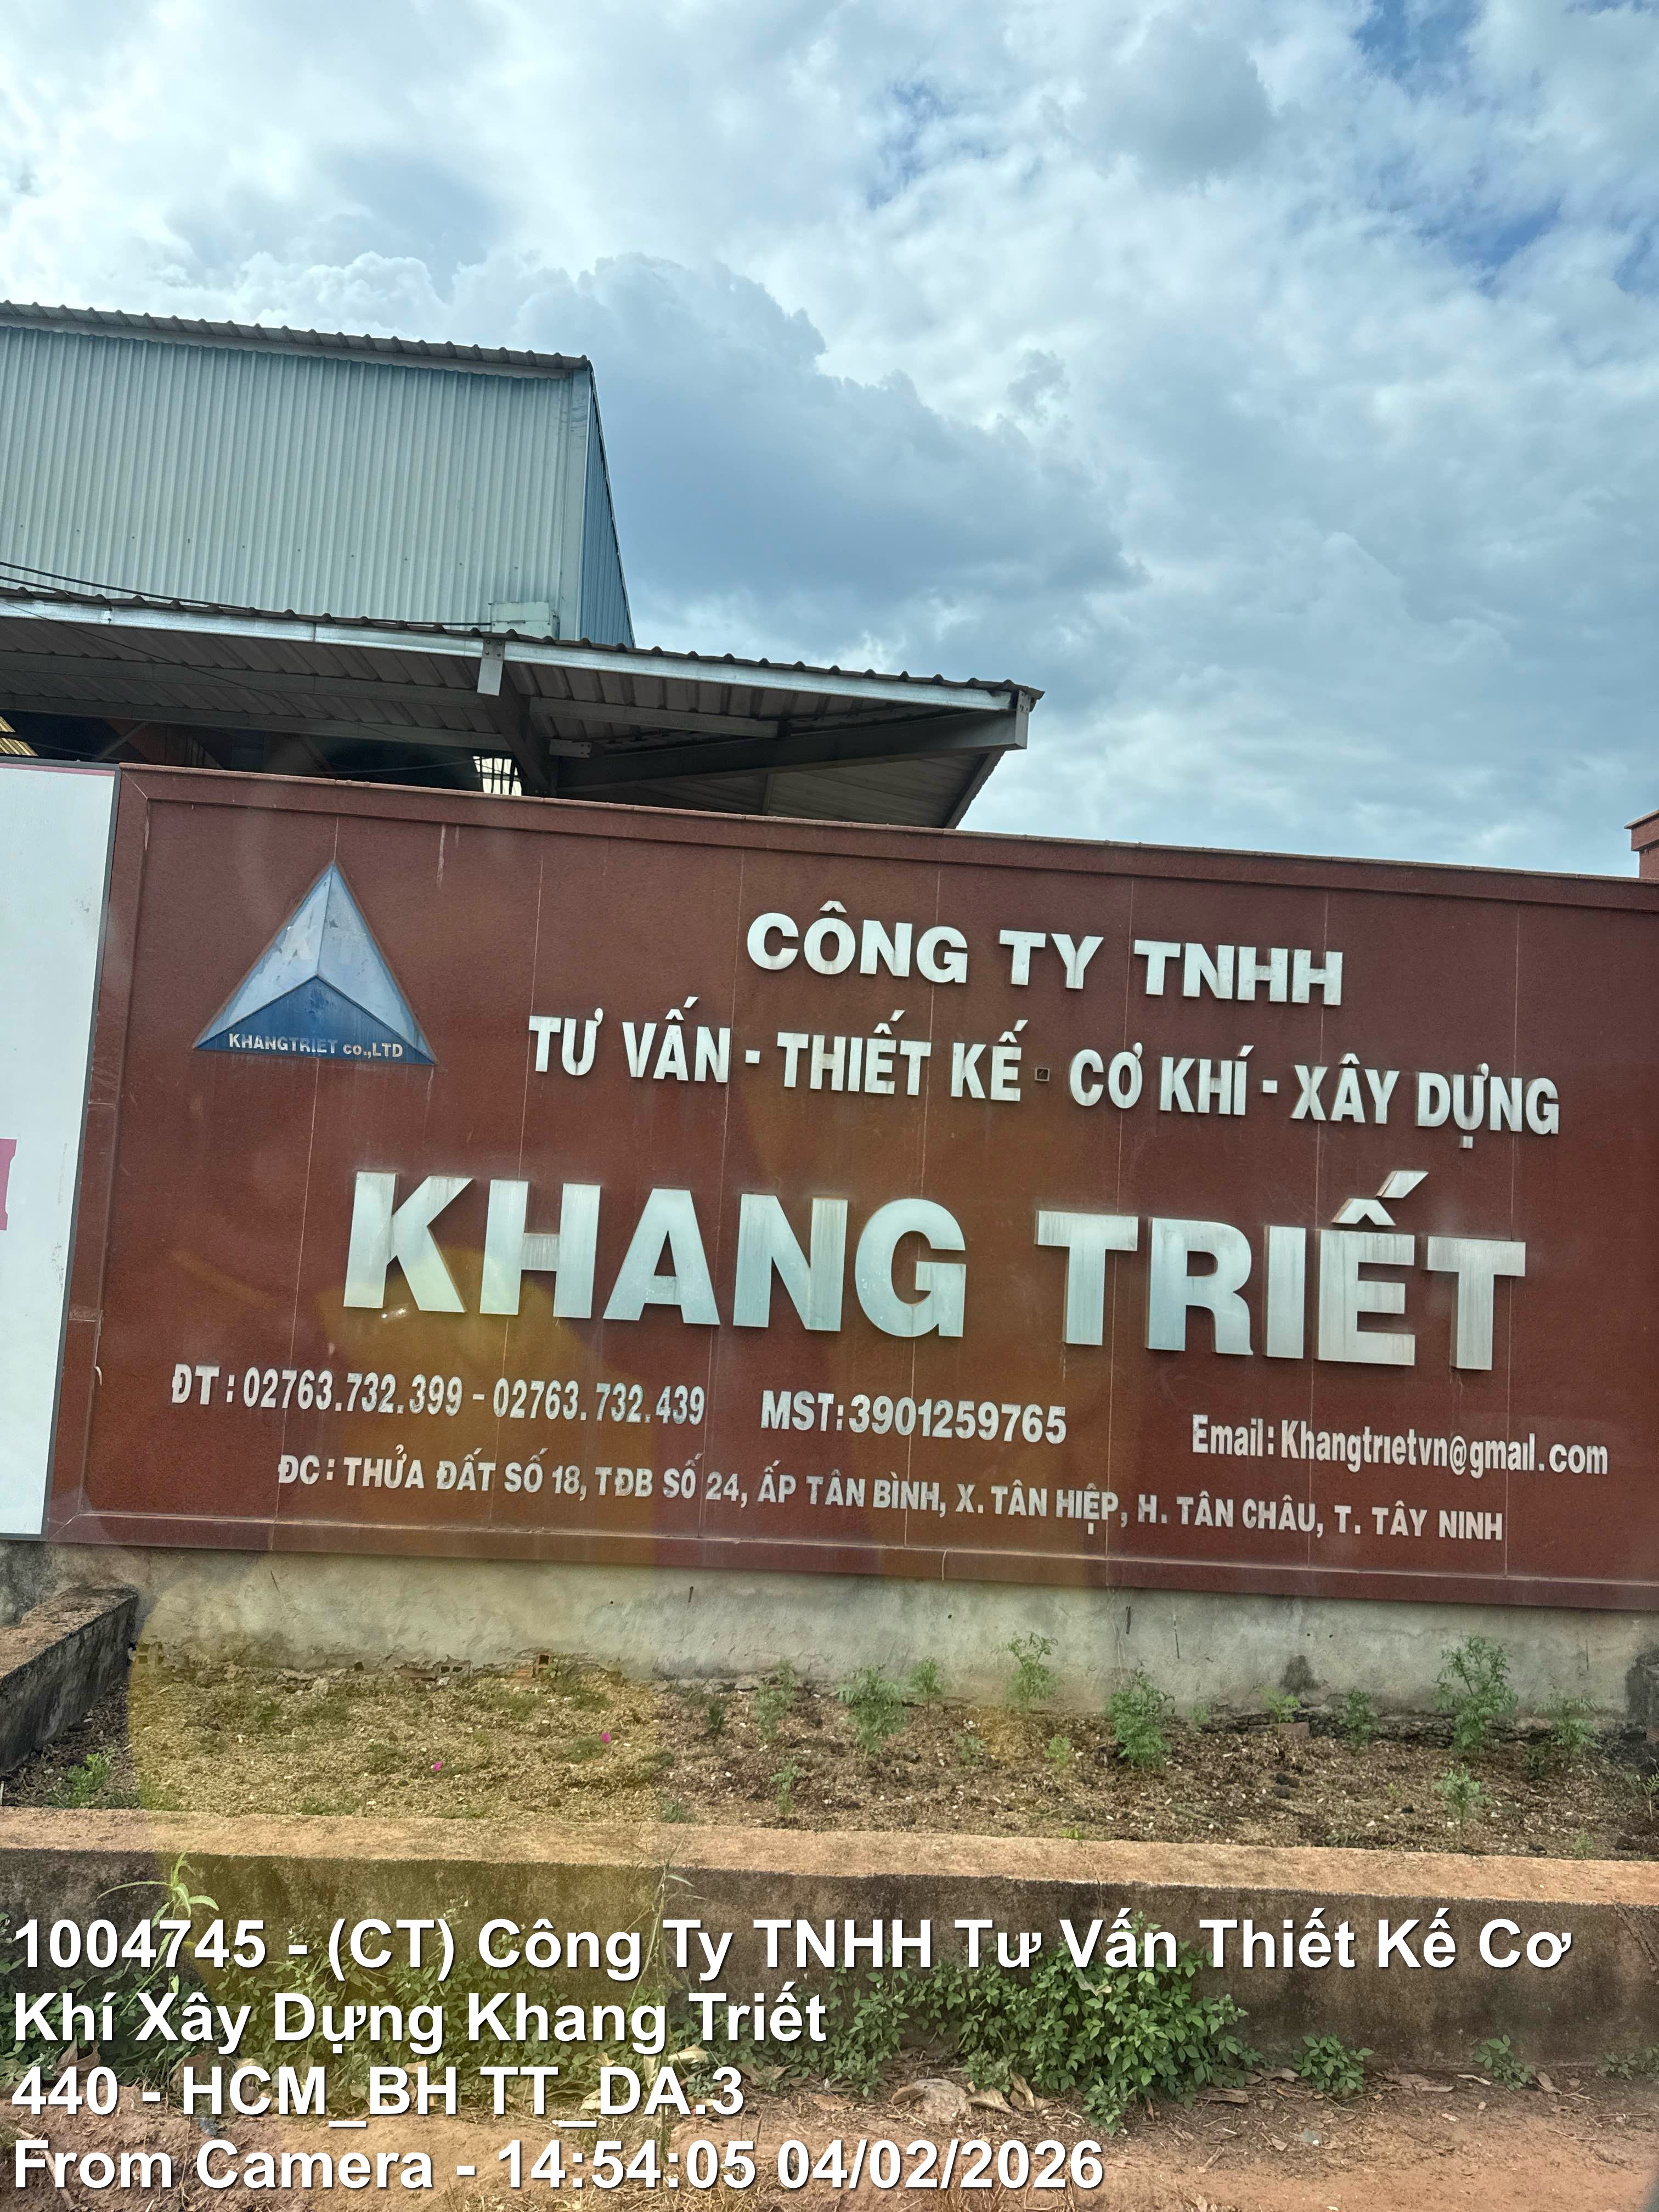 CÔNG TY TNHH
TƯ VẤN - THIẾT KẾ - CƠ KHÍ - XÂY DỰNG
KHANGTRIET CO.,LTD
KHANG TRIẾT
ĐT : 02763.732.399 - 02763.732.439 MST: 3901259765 Email: Khangtrietvn@gmail.com
ĐC : THỬA ĐẤT SỐ 18, TĐB SỐ 24, ẤP TÂN BÌNH, X. TÂN HIỆP, H. TÂN CHÂU, T. TÂY NINH
1004745 - (CT) Công Ty TNHH Tư Vấn Thiết Kế Cơ
Khí Xây Dựng Khang Triết
440 - HCM_BH TT_DA.3
From Camera - 14:54:05 04/02/2026